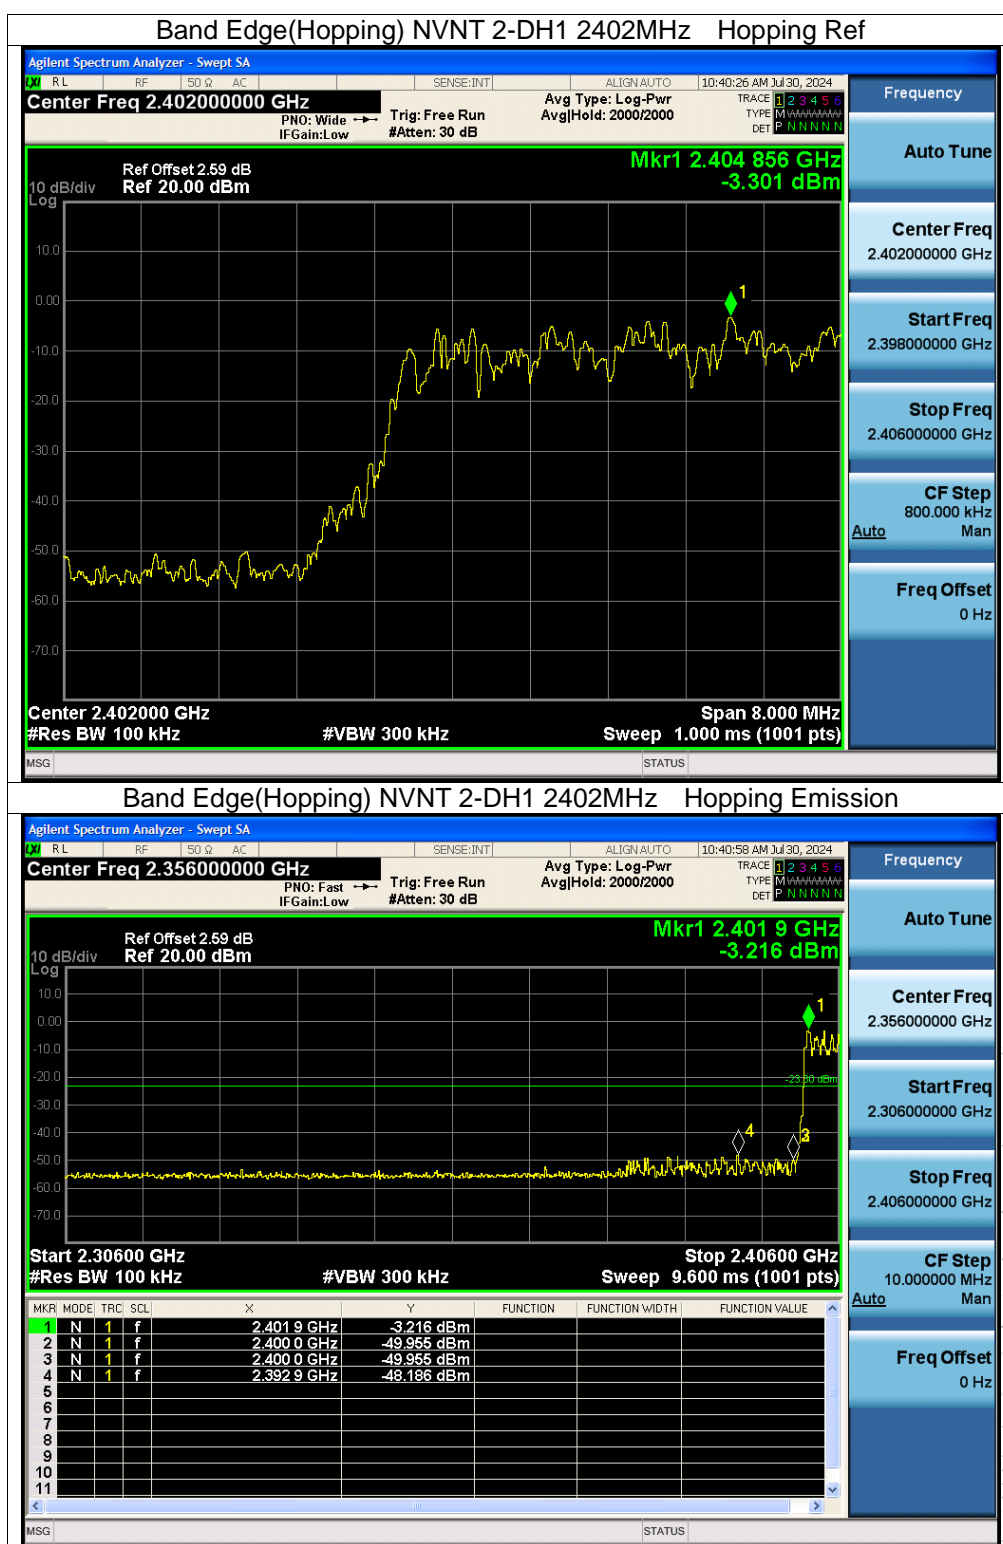 Band Edge(Hopping) NVNT 2-DH1 2402MHz Hopping Ref
Agilent Spectrum Analyzer - Swept SA
LXI RL RF 50 Ω AC SENSE:INT ALIGN AUTO 10:40:26 AM Jul 30, 2024
Center Freq 2.402000000 GHz
PNO: Wide
IFGain:Low
Trig: Free Run
#Atten: 30 dB
Avg Type: Log-Pwr
Avg|Hold: 2000/2000
TRACE 1 2 3 4 5 6
TYPE MWWWWW
DET P N N N N N
Ref Offset 2.59 dB
10 dB/div Ref 20.00 dBm
Log
Mkr1 2.404 856 GHz
-3.301 dBm
10.0
0.00
-10.0
-20.0
-30.0
-40.0
-50.0
-60.0
-70.0
1
Center 2.402000 GHz Span 8.000 MHz
#Res BW 100 kHz #VBW 300 kHz Sweep 1.000 ms (1001 pts)
MSG STATUS
Frequency
Auto Tune
Center Freq
2.402000000 GHz
Start Freq
2.398000000 GHz
Stop Freq
2.406000000 GHz
CF Step
800.000 kHz
Auto Man
Freq Offset
0 Hz
Band Edge(Hopping) NVNT 2-DH1 2402MHz Hopping Emission
Agilent Spectrum Analyzer - Swept SA
LXI RL RF 50 Ω AC SENSE:INT ALIGN AUTO 10:40:58 AM Jul 30, 2024
Center Freq 2.356000000 GHz
PNO: Fast
IFGain:Low
Trig: Free Run
#Atten: 30 dB
Avg Type: Log-Pwr
Avg|Hold: 2000/2000
TRACE 1 2 3 4 5 6
TYPE MWWWWW
DET P N N N N N
Ref Offset 2.59 dB
10 dB/div Ref 20.00 dBm
Log
Mkr1 2.401 9 GHz
-3.216 dBm
10.0
0.00
-10.0
-20.0
-30.0
-40.0
-50.0
-60.0
-70.0
1
-23.30 dBm
4
3
Start 2.30600 GHz Stop 2.40600 GHz
#Res BW 100 kHz #VBW 300 kHz Sweep 9.600 ms (1001 pts)
MKR MODE TRC SCL X Y FUNCTION FUNCTION WIDTH FUNCTION VALUE
1 N 1 f 2.401 9 GHz -3.216 dBm
2 N 1 f 2.400 0 GHz -49.955 dBm
3 N 1 f 2.400 0 GHz -49.955 dBm
4 N 1 f 2.392 9 GHz -48.186 dBm
5
6
7
8
9
10
11
MSG STATUS
Frequency
Auto Tune
Center Freq
2.356000000 GHz
Start Freq
2.306000000 GHz
Stop Freq
2.406000000 GHz
CF Step
10.000000 MHz
Auto Man
Freq Offset
0 Hz